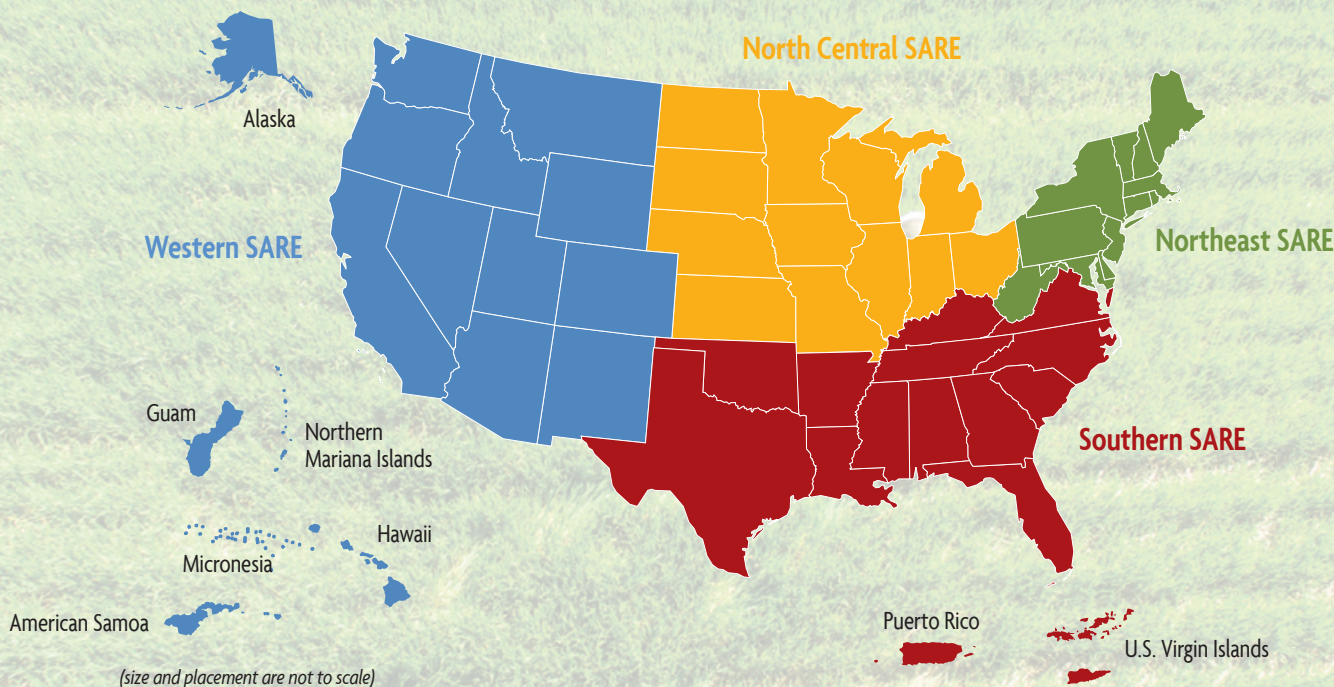 North Central SARE
Alaska
Western SARE
Northeast SARE
Guam
Northern
Mariana Islands
Southern SARE
Hawaii
Micronesia
American Samoa
Puerto Rico
U.S. Virgin Islands
(size and placement are not to scale)